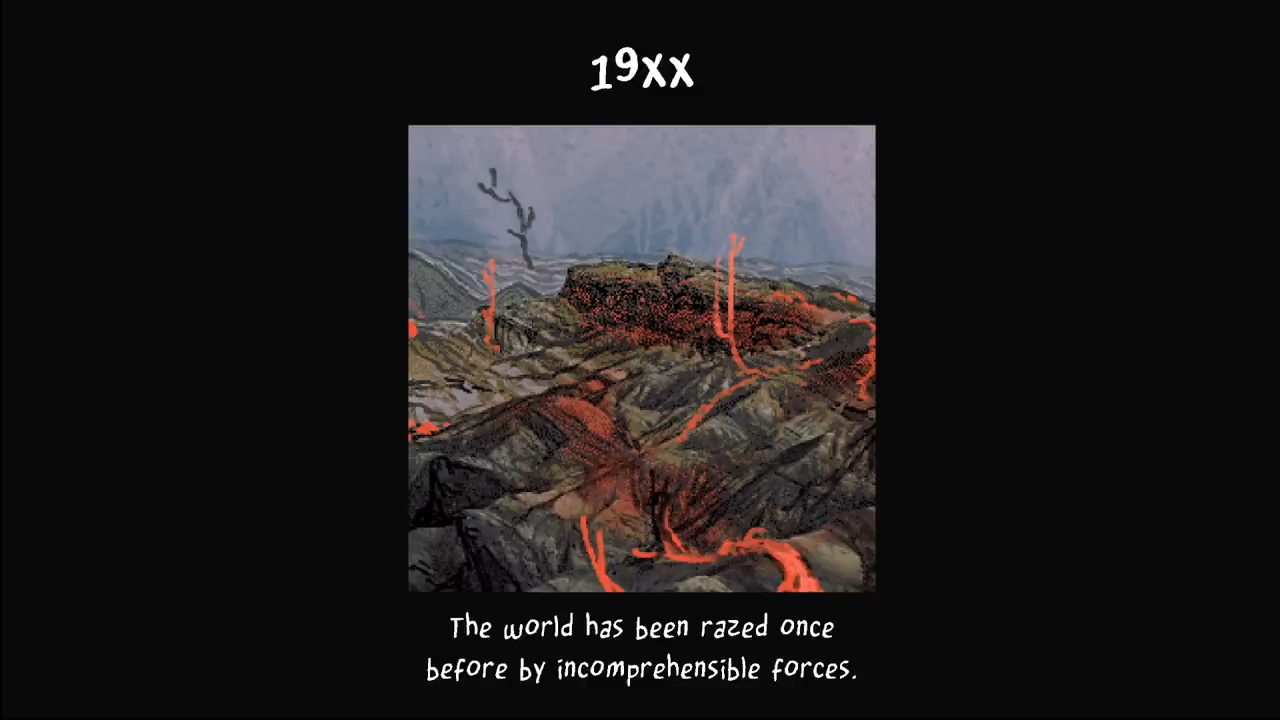 19XX
The world has been razed once
before by incomprehensible forces.